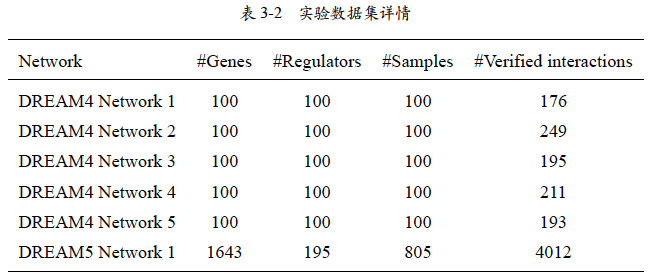 表 3-2 实验数据集详情
Network #Genes #Regulators #Samples #Verified interactions
DREAM4 Network 1 100 100 100 176
DREAM4 Network 2 100 100 100 249
DREAM4 Network 3 100 100 100 195
DREAM4 Network 4 100 100 100 211
DREAM4 Network 5 100 100 100 193
DREAM5 Network 1 1643 195 805 4012